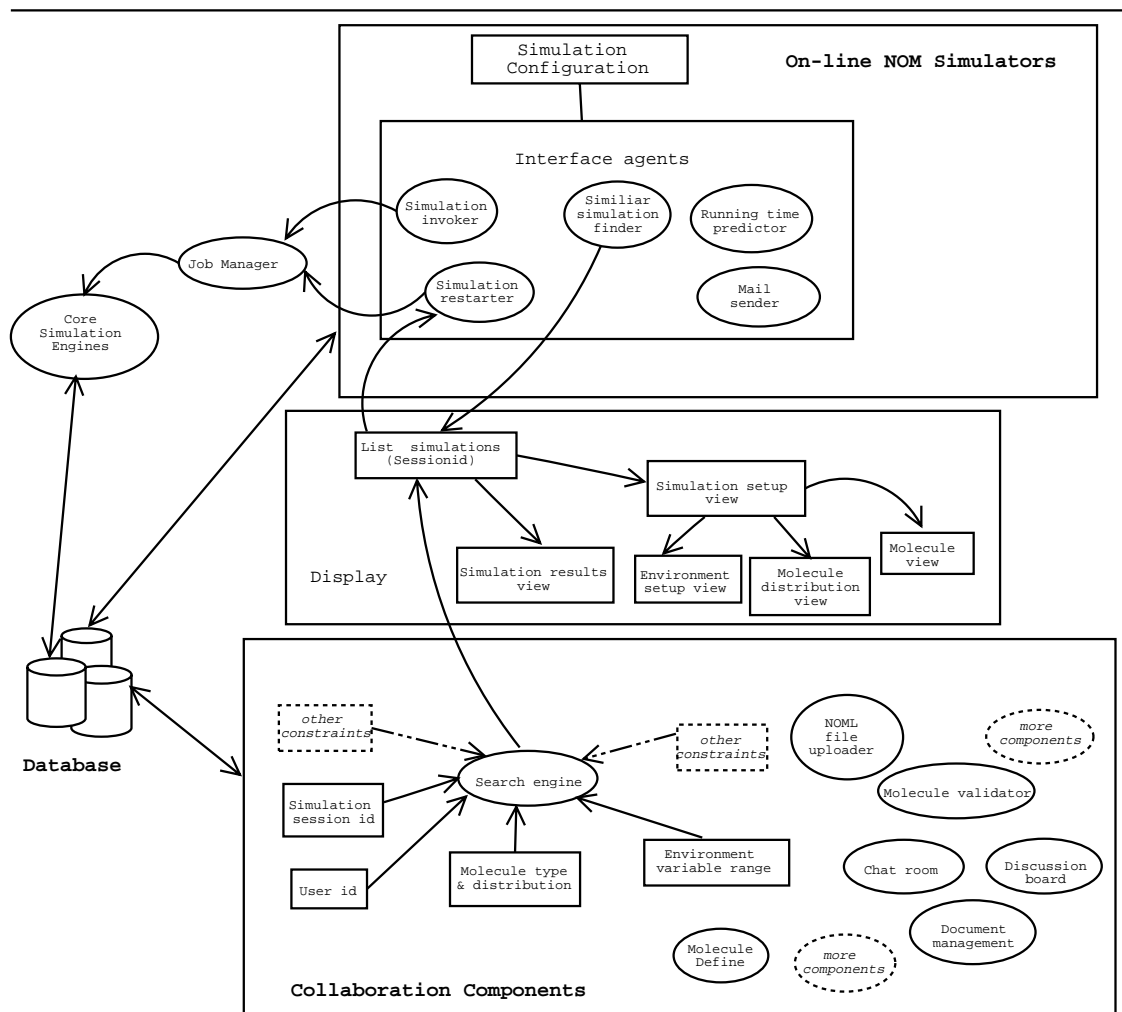 Simulation
Configuration
On-line NOM Simulators
Interface agents
Simulation
invoker
Similiar
simulation
finder
Running time
predictor
Job Manager
Simulation
restarter
Mail
sender
Core
Simulation
Engines
List simulations
(Sessionid)
Simulation setup
view
Molecule
view
Simulation results
view
Environment
setup view
Molecule
distribution
view
Display
other
constraints
other
constraints
NOML
file
uploader
more
components
Database
Search engine
Molecule validator
Simulation
session id
Environment
variable range
Molecule type
& distribution
User id
Chat room
Discussion
board
Document
management
Molecule
Define
more
components
Collaboration Components